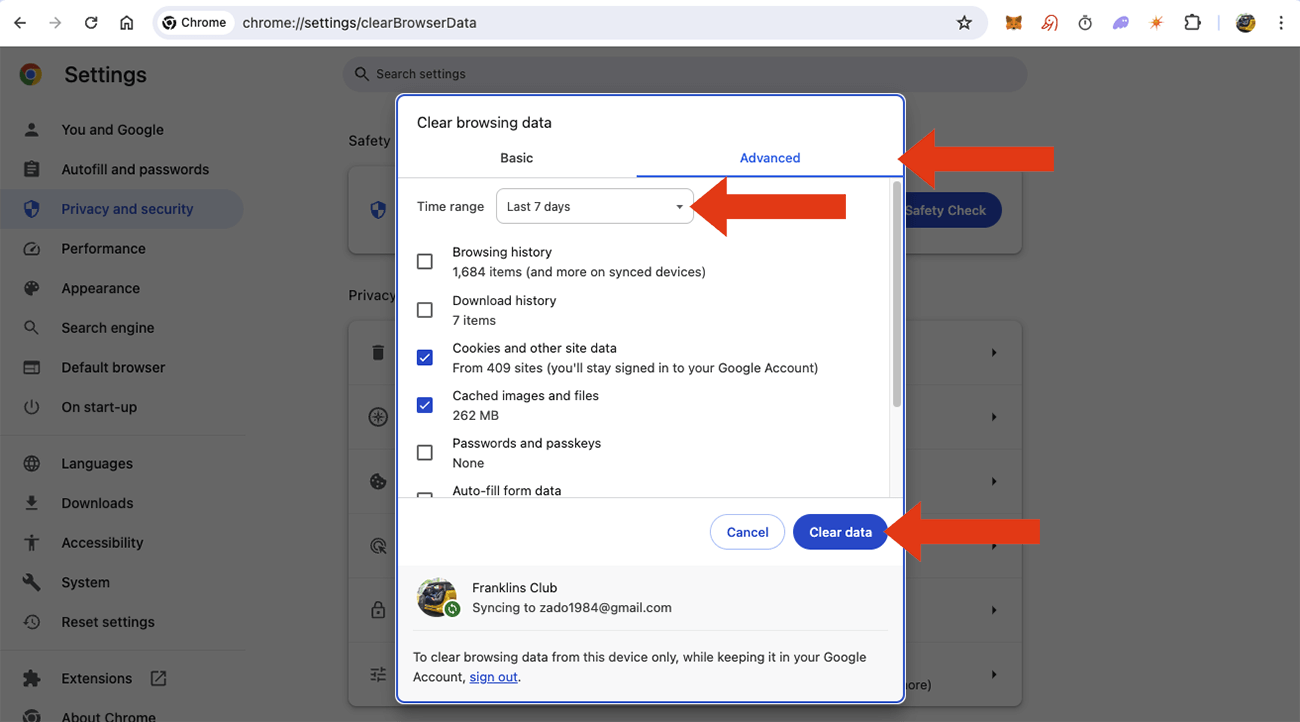 Chrome
chrome://settings/clearBrowserData
Settings
Search settings
You and Google
Autofill and passwords
Privacy and security
Performance
Appearance
Search engine
Default browser
On start-up
Languages
Downloads
Accessibility
System
Reset settings
Extensions
About Chrome
Safety
Safety Check
Privacy
Clear browsing data
Basic
Advanced
Time range
Last 7 days
Browsing history
1,684 items (and more on synced devices)
Download history
7 items
Cookies and other site data
From 409 sites (you'll stay signed in to your Google Account)
Cached images and files
262 MB
Passwords and passkeys
None
Auto-fill form data
Cancel
Clear data
Franklins Club
Syncing to zado1984@gmail.com
To clear browsing data from this device only, while keeping it in your Google
Account, sign out.
ore)